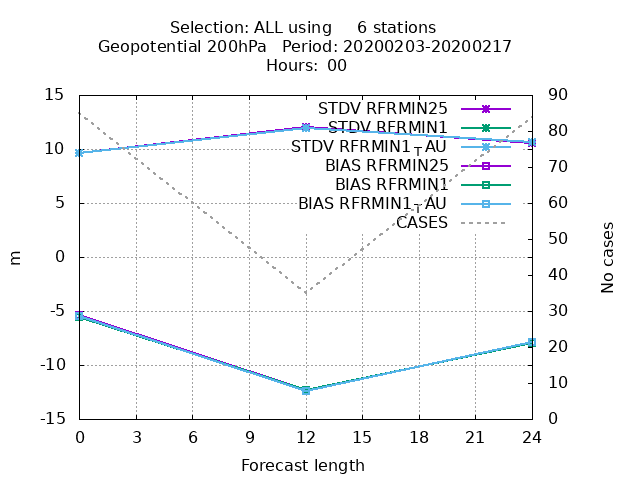 Selection: ALL using     6 stations
Geopotential 200hPa   Period: 20200203-20200217
Hours: 00
15
10
5
0
-5
-10
-15
m
90
80
70
60
50
40
30
20
10
0
No cases
STDV RFRMIN25
STDV RFRMIN1
STDV RFRMIN1_TAU
BIAS RFRMIN25
BIAS RFRMIN1
BIAS RFRMIN1_TAU
CASES
0 3 6 9 12 15 18 21 24
Forecast length